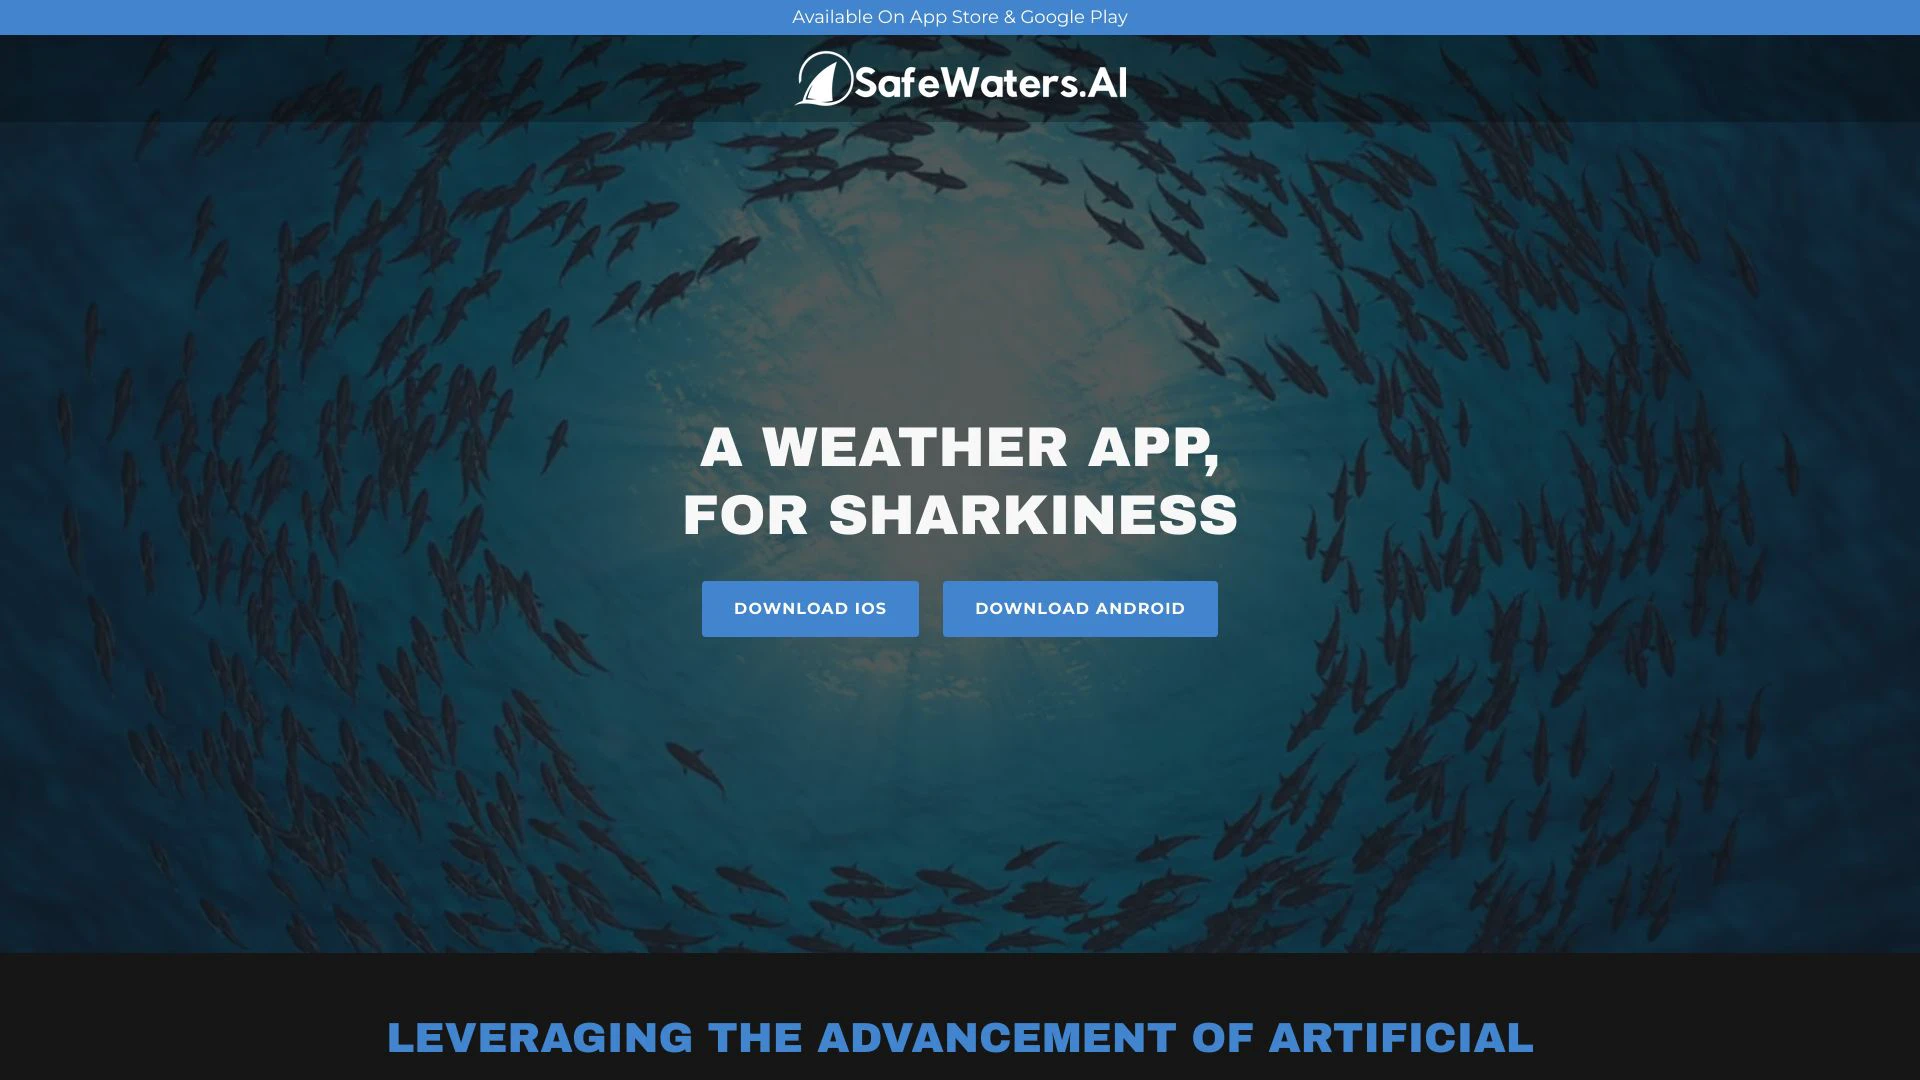 Available On App Store & Google Play
SafeWaters.AI
A WEATHER APP,
FOR SHARKINESS
DOWNLOAD IOS
DOWNLOAD ANDROID
LEVERAGING THE ADVANCEMENT OF ARTIFICIAL